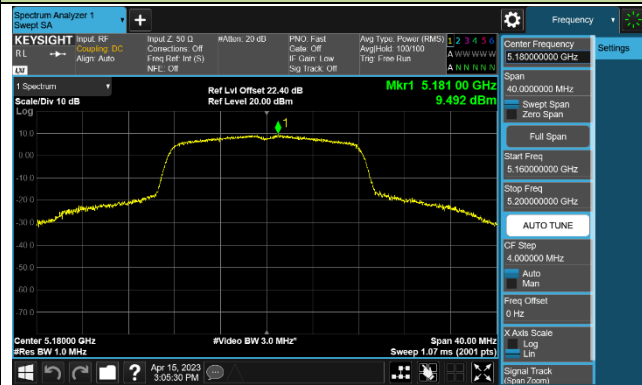 Spectrum Analyzer 1
Swept SA
Frequency
KEYSIGHT
RL
LXI
Input: RF
Coupling: DC
Align: Auto
Input Z: 50 Ω
Corrections: Off
Freq Ref: Int (S)
NFE: Off
#Atten: 20 dB
PNO: Fast
Gate: Off
IF Gain: Low
Sig Track: Off
Avg Type: Power (RMS)
Avg|Hold: 100/100
Trig: Free Run
1 2 3 4 5 6
A W W W W W
A N N N N N
1 Spectrum
Scale/Div 10 dB
Log
Ref Lvl Offset 22.40 dB
Ref Level 20.00 dBm
Mkr1 5.181 00 GHz
9.492 dBm
1
10.0
0.00
-10.0
-20.0
-30.0
-40.0
-50.0
-60.0
-70.0
Center 5.18000 GHz
#Res BW 1.0 MHz
#Video BW 3.0 MHz*
Span 40.00 MHz
Sweep 1.07 ms (2001 pts)
Center Frequency
5.180000000 GHz
Settings
Span
40.0000000 MHz
Swept Span
Zero Span
Full Span
Start Freq
5.160000000 GHz
Stop Freq
5.200000000 GHz
AUTO TUNE
CF Step
4.000000 MHz
Auto
Man
Freq Offset
0 Hz
X Axis Scale
Log
Lin
Signal Track
(Span Zoom)
?
Apr 15, 2023
3:05:30 PM